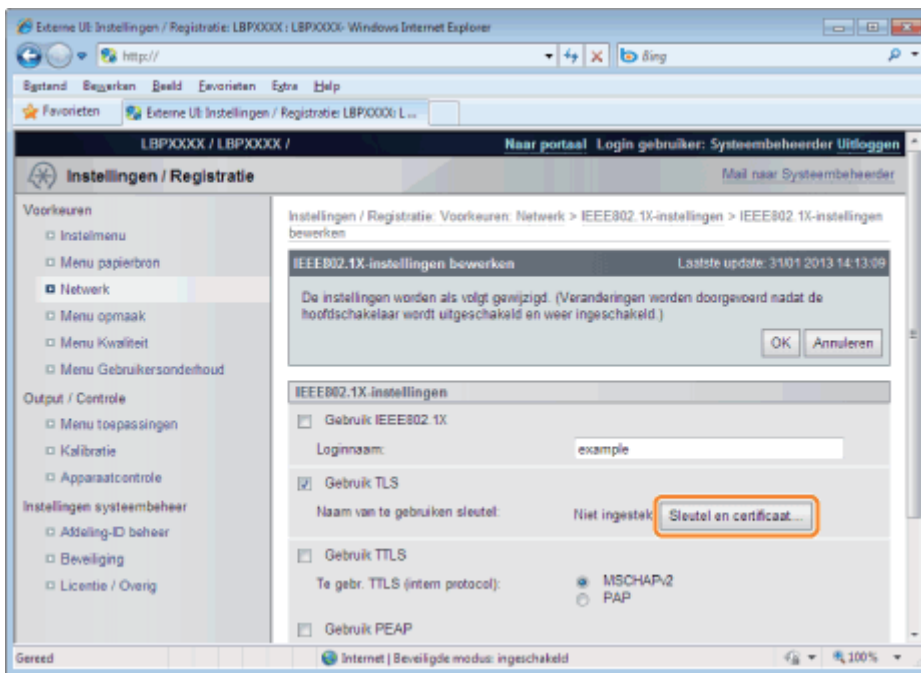 Externe UI: Instellingen / Registratie: LBPXXXX : LBPXXXX- Windows Internet Explorer
http://
Bing
Bestand Bewerken Beeld Favorieten Extra Help
Favorieten
Externe UI: Instellingen / Registratie: LBPXXXX: L...
LBPXXXX / LBPXXXX /
Naar portaal Login gebruiker: Systeembeheerder Uitloggen
Instellingen / Registratie
Mail naar Systeembeheerder
Voorkeuren
Instelmenu
Menu papierbron
Netwerk
Menu opmaak
Menu Kwaliteit
Menu Gebruikersonderhoud
Output / Controle
Menu toepassingen
Kalibratie
Apparaatcontrole
Instellingen systeembeheer
Afdeling-ID beheer
Beveiliging
Licentie / Overig
Instellingen / Registratie: Voorkeuren: Netwerk > IEEE802.1X-instellingen > IEEE802.1X-instellingen
bewerken
IEEE802.1X-instellingen bewerken
Laatste update: 31/01 2013 14:13:09
De instellingen worden als volgt gewijzigd. (Veranderingen worden doorgevoerd nadat de
hoofdschakelaar wordt uitgeschakeld en weer ingeschakeld.)
OK
Annuleren
IEEE802.1X-instellingen
Gebruik IEEE802.1X
Loginnaam:
example
Gebruik TLS
Naam van te gebruiken sleutel:
Niet ingestek
Sleutel en certificaat...
Gebruik TTLS
Te gebr. TTLS (intern protocol):
MSCHAPv2
PAP
Gebruik PEAP
Gereed
Internet | Beveiligde modus: ingeschakeld
100%